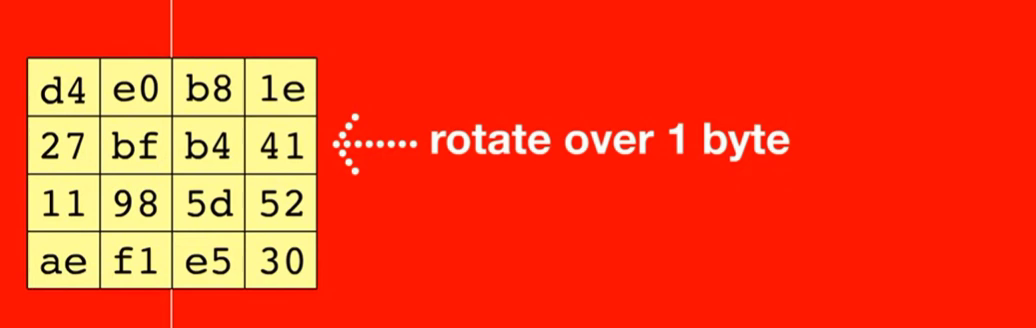 d4 e0 b8 1e
27 bf b4 41 rotate over 1 byte
11 98 5d 52
ae f1 e5 30